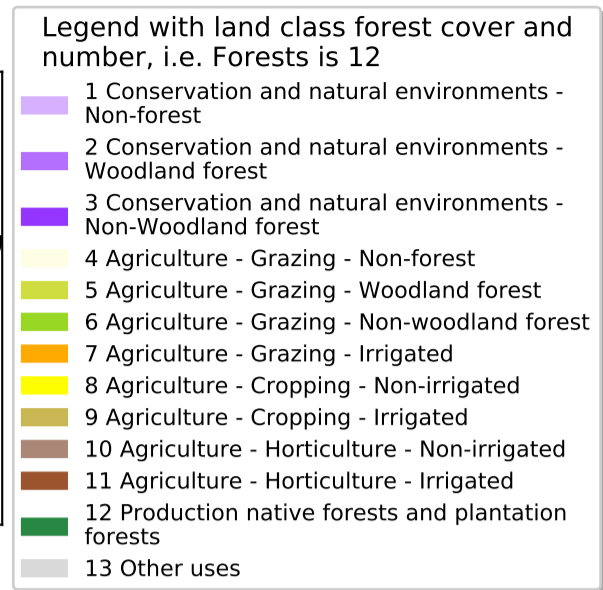 Legend with land class forest cover and
number, i.e. Forests is 12
1 Conservation and natural environments -
Non-forest
2 Conservation and natural environments -
Woodland forest
3 Conservation and natural environments -
Non-Woodland forest
4 Agriculture - Grazing - Non-forest
5 Agriculture - Grazing - Woodland forest
6 Agriculture - Grazing - Non-woodland forest
7 Agriculture - Grazing - Irrigated
8 Agriculture - Cropping - Non-irrigated
9 Agriculture - Cropping - Irrigated
10 Agriculture - Horticulture - Non-irrigated
11 Agriculture - Horticulture - Irrigated
12 Production native forests and plantation
forests
13 Other uses